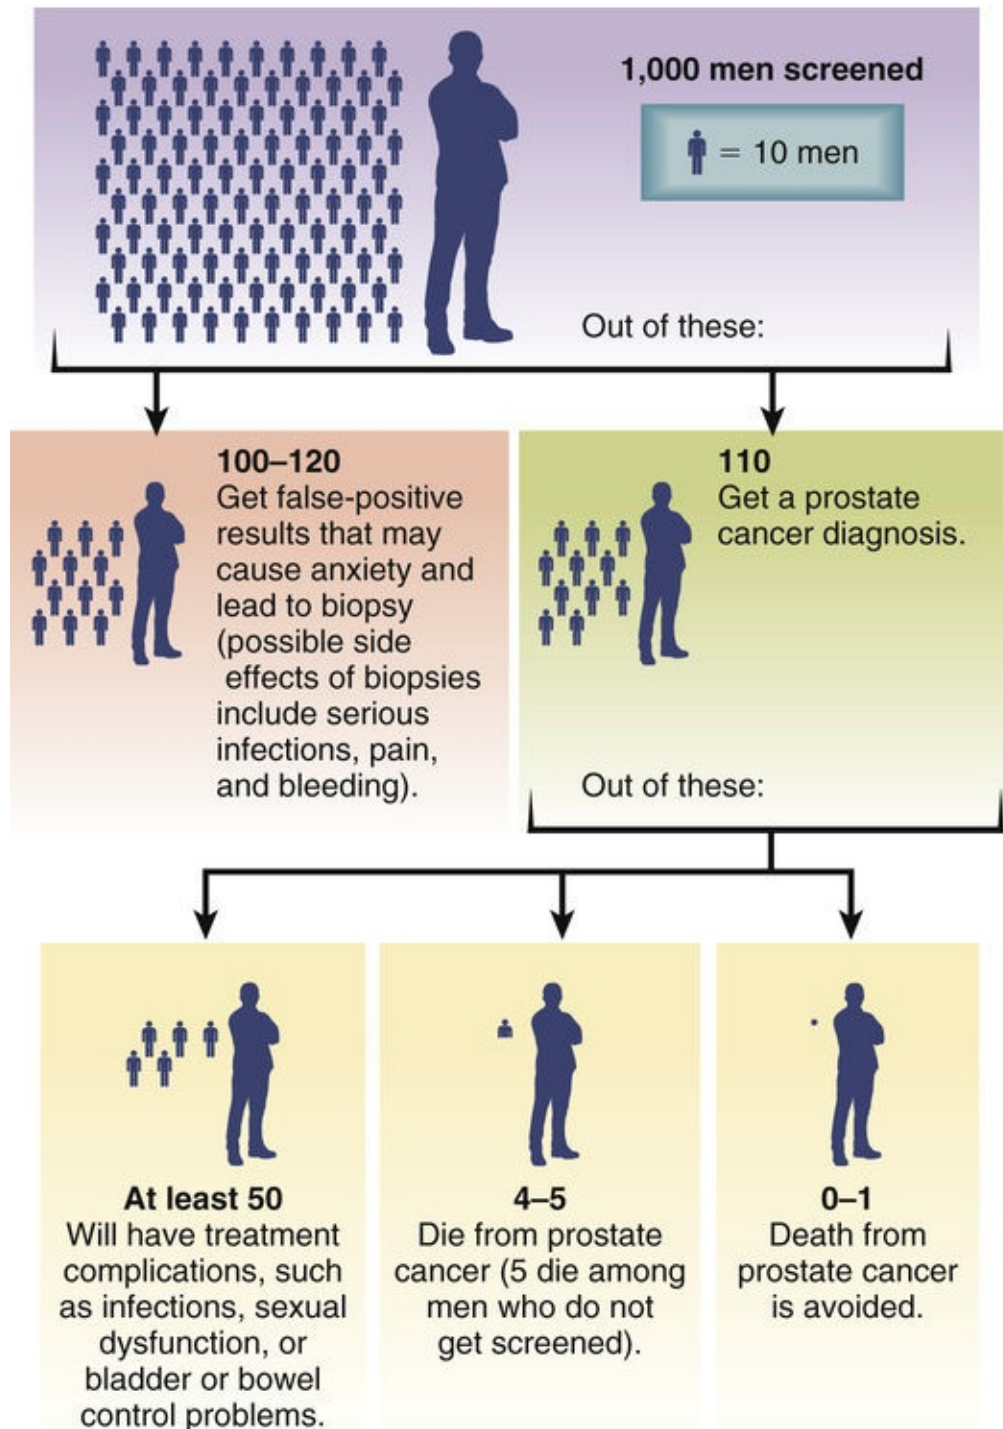 1,000 men screened
= 10 men
Out of these:
100–120
Get false-positive
results that may
cause anxiety and
lead to biopsy
(possible side
effects of biopsies
include serious
infections, pain,
and bleeding).
110
Get a prostate
cancer diagnosis.
Out of these:
At least 50
Will have treatment
complications, such
as infections, sexual
dysfunction, or
bladder or bowel
control problems.
4–5
Die from prostate
cancer (5 die among
men who do not
get screened).
0–1
Death from
prostate cancer
is avoided.